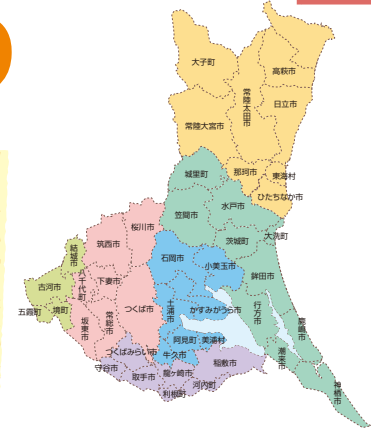 大子町
高萩市
常陸太田市
日立市
常陸大宮市
那珂市
東海村
城里町
ひたちなか市
水戸市
笠間市
桜川市
茨城町
大洗町
筑西市
結城市
石岡市
小美玉市
鉾田市
八千代町
下妻市
古河市
つくば市
土浦市
かすみがうら市
行方市
五霞町
境町
坂東市
常総市
鹿嶋市
阿見町
美浦村
つくばみらい市
牛久市
潮来市
守谷市
取手市
龍ヶ崎市
稲敷市
河内町
利根町
神栖市